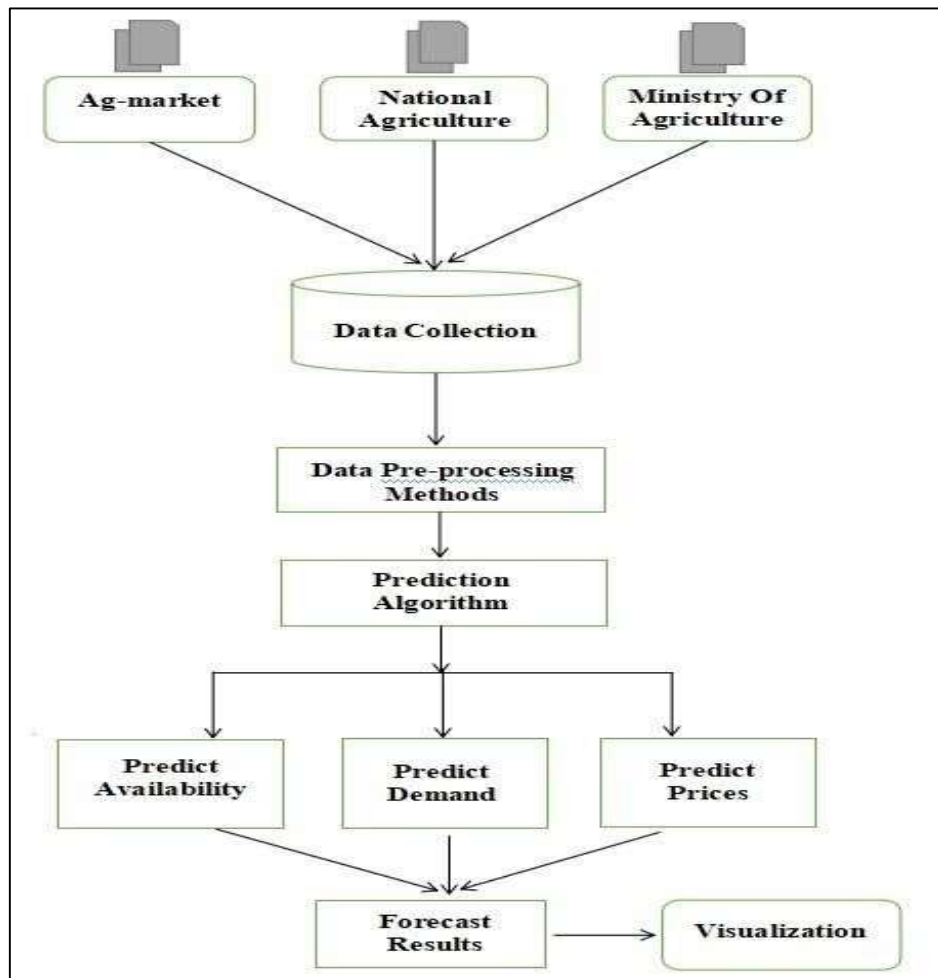 Ag-market
National
Agriculture
Ministry Of
Agriculture
Data Collection
Data Pre-processing
Methods
Prediction
Algorithm
Predict
Availability
Predict
Demand
Predict
Prices
Forecast
Results
Visualization